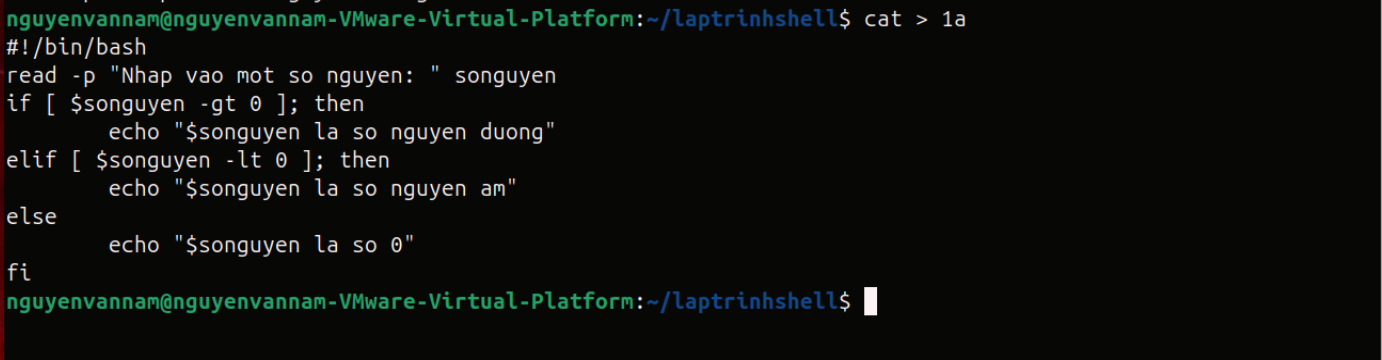 nguyenvannam@nguyenvannam-VMware-Virtual-Platform:~/laptrinhshell$ cat > 1a
#!/bin/bash
read -p "Nhap vao mot so nguyen: " songuyen
if [ $songuyen -gt 0 ]; then
        echo "$songuyen la so nguyen duong"
elif [ $songuyen -lt 0 ]; then
        echo "$songuyen la so nguyen am"
else
        echo "$songuyen la so 0"
fi
nguyenvannam@nguyenvannam-VMware-Virtual-Platform:~/laptrinhshell$